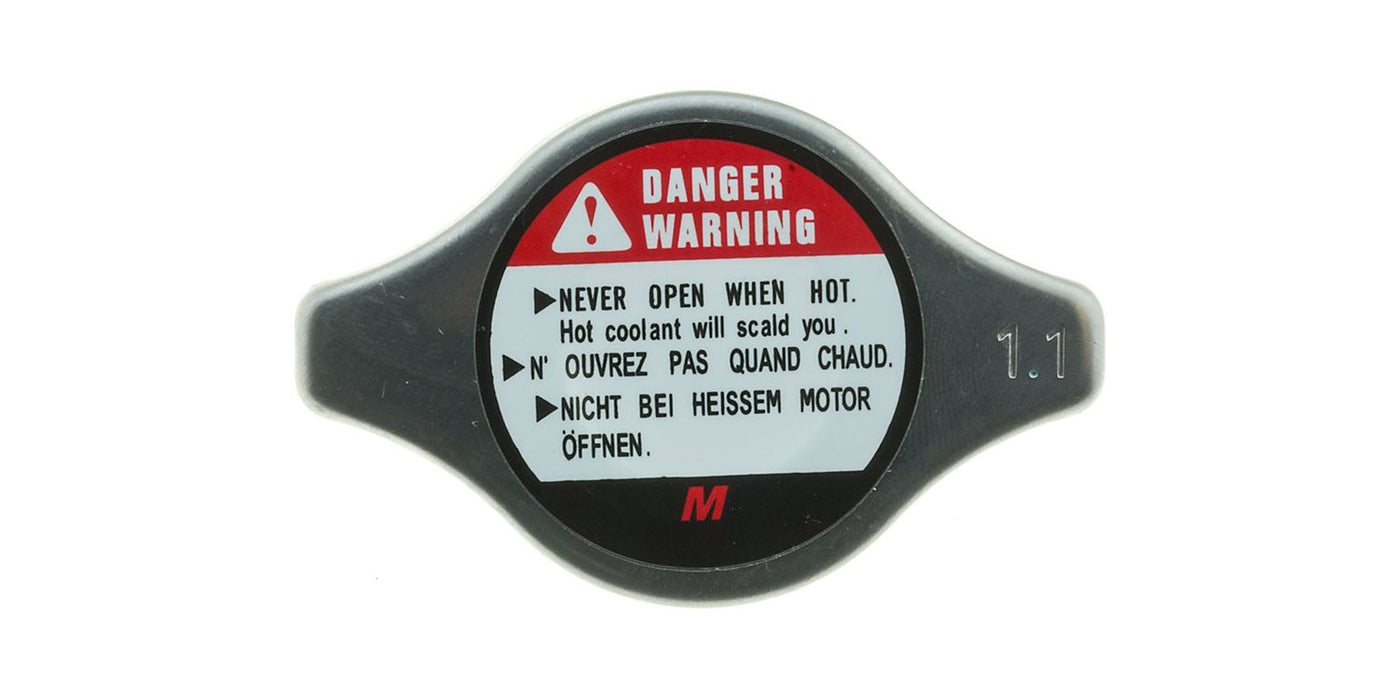 DANGER
WARNING
▶NEVER OPEN WHEN HOT.
Hot coolant will scald you.
▶N' OUVREZ PAS QUAND CHAUD.
▶NICHT BEI HEISSEM MOTOR
ÖFFNEN.
M
1.1